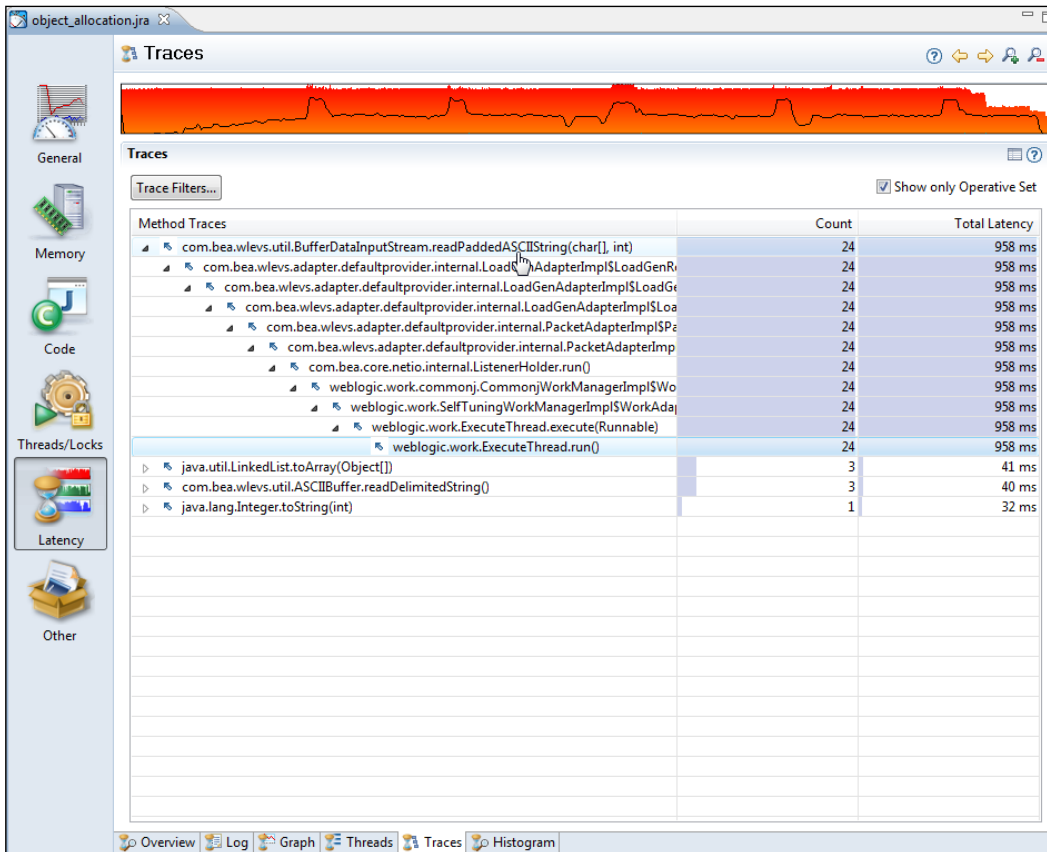 object_allocation.jra
Traces
General
Memory
Code
Threads/Locks
Latency
Other
Traces
Trace Filters...
Show only Operative Set
Method Traces Count Total Latency
com.bea.wlevs.util.BufferDataInputStream.readPaddedASCIIString(char[], int) 24 958 ms
com.bea.wlevs.adapter.defaultprovider.internal.LoadGenAdapterImpl$LoadGenR 24 958 ms
com.bea.wlevs.adapter.defaultprovider.internal.LoadGenAdapterImpl$LoadGe 24 958 ms
com.bea.wlevs.adapter.defaultprovider.internal.LoadGenAdapterImpl$Loa 24 958 ms
com.bea.wlevs.adapter.defaultprovider.internal.PacketAdapterImpl$Pa 24 958 ms
com.bea.wlevs.adapter.defaultprovider.internal.PacketAdapterImp 24 958 ms
com.bea.core.netio.internal.ListenerHolder.run() 24 958 ms
weblogic.work.commonj.CommonjWorkManagerImpl$Wo 24 958 ms
weblogic.work.SelfTuningWorkManagerImpl$WorkAda 24 958 ms
weblogic.work.ExecuteThread.execute(Runnable) 24 958 ms
weblogic.work.ExecuteThread.run() 24 958 ms
java.util.LinkedList.toArray(Object[]) 3 41 ms
com.bea.wlevs.util.ASCIIBuffer.readDelimitedString() 3 40 ms
java.lang.Integer.toString(int) 1 32 ms
Overview Log Graph Threads Traces Histogram